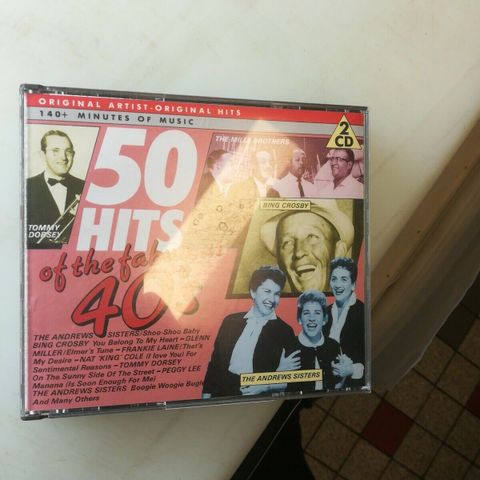 ORIGINAL ARTIST-ORIGINAL HITS
140+ MINUTES OF MUSIC
2
CD
THE MILLS BROTHERS
50
HITS
TOMMY
DORSEY
BING CROSBY
of the
40s
THE ANDREWS SISTERS/Shoo-Shoo Baby
BING CROSBY You Belong To My Heart - GLENN
MILLER/Elmer's Tune - FRANKIE LAINE/That's
My Desire - NAT 'KING' COLE (I love You) For
Sentimental Reasons - TOMMY DORSEY
On The Sunny Side Of The Street - PEGGY LEE
Manana (Is Soon Enough For Me)
THE ANDREWS SISTERS Boogie Woogie Bugle
And Many Others
THE ANDREWS SISTERS